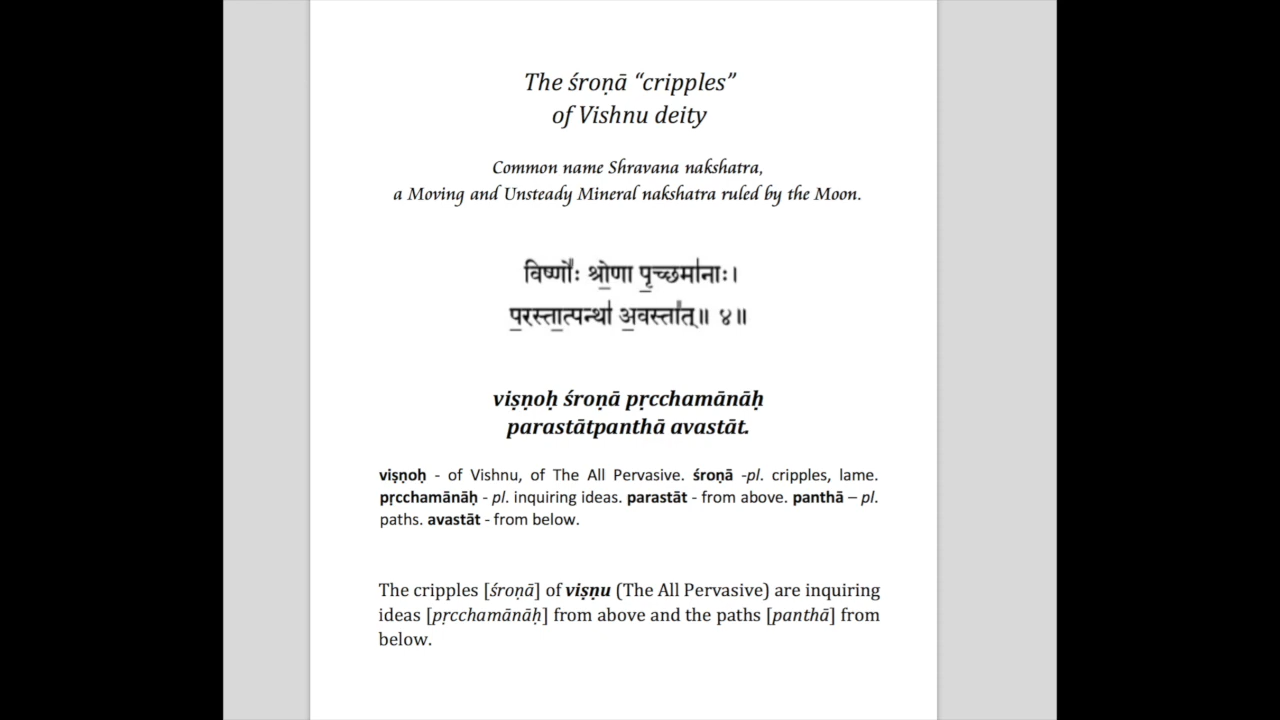 The śroṇā “cripples”
of Vishnu deity
Common name Shravana nakshatra,
a Moving and Unsteady Mineral nakshatra ruled by the Moon.
विष्णोः॑ श्रो॒णा पृ॒च्छमा॑नाः।
प॒रस्ता॒त्पन्था॑ अ॒वस्ता᳚त्॥ ४॥
viṣṇoḥ śroṇā pṛcchamānāḥ
parastātpanthā avastāt.
viṣṇoḥ - of Vishnu, of The All Pervasive. śroṇā -pl. cripples, lame.
pṛcchamānāḥ - pl. inquiring ideas. parastāt - from above. panthā – pl.
paths. avastāt - from below.
The cripples [śroṇā] of viṣṇu (The All Pervasive) are inquiring
ideas [pṛcchamānāḥ] from above and the paths [panthā] from
below.